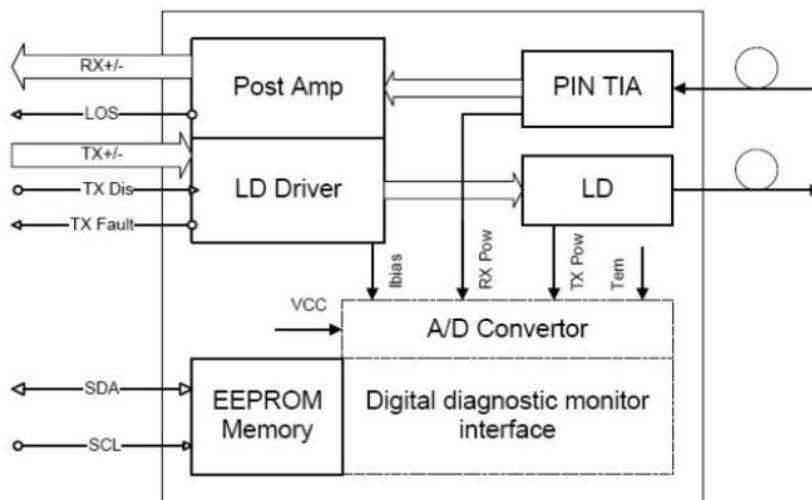 RX+/-
Post Amp
PIN TIA
LOS
TX+/-
TX Dis
LD Driver
LD
TX Fault
Ibias
RX Pow
TX Pow
Tem
VCC
A/D Convertor
SDA
EEPROM
Memory
Digital diagnostic monitor
interface
SCL